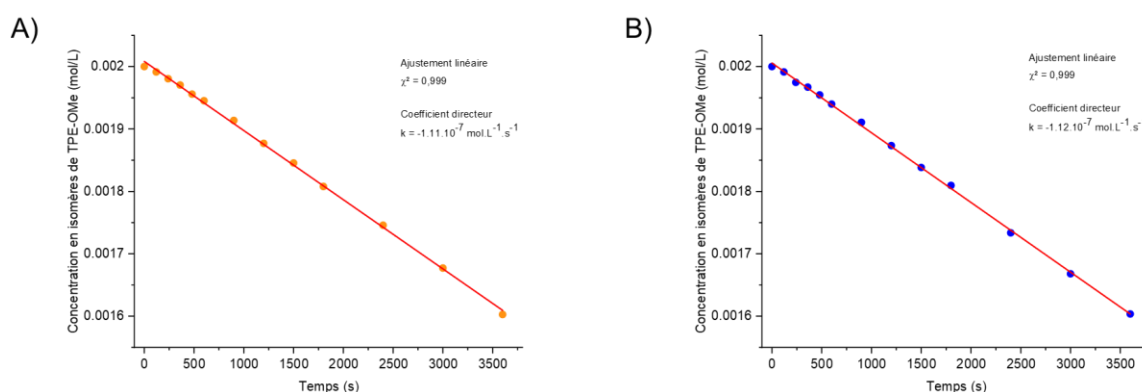 A)
Concentration en isomères de TPE-OMe (mol/L)
0.002
0.0019
0.0018
0.0017
0.0016
0
500
1000
1500
2000
2500
3000
3500
Temps (s)
Ajustement linéaire
χ² = 0,999
Coefficient directeur
k = -1.11.10⁻⁷ mol.L⁻¹.s⁻¹
B)
Concentration en isomères de TPE-OMe (mol/L)
0.002
0.0019
0.0018
0.0017
0.0016
0
500
1000
1500
2000
2500
3000
3500
Temps (s)
Ajustement linéaire
χ² = 0,999
Coefficient directeur
k = -1.12.10⁻⁷ mol.L⁻¹.s⁻